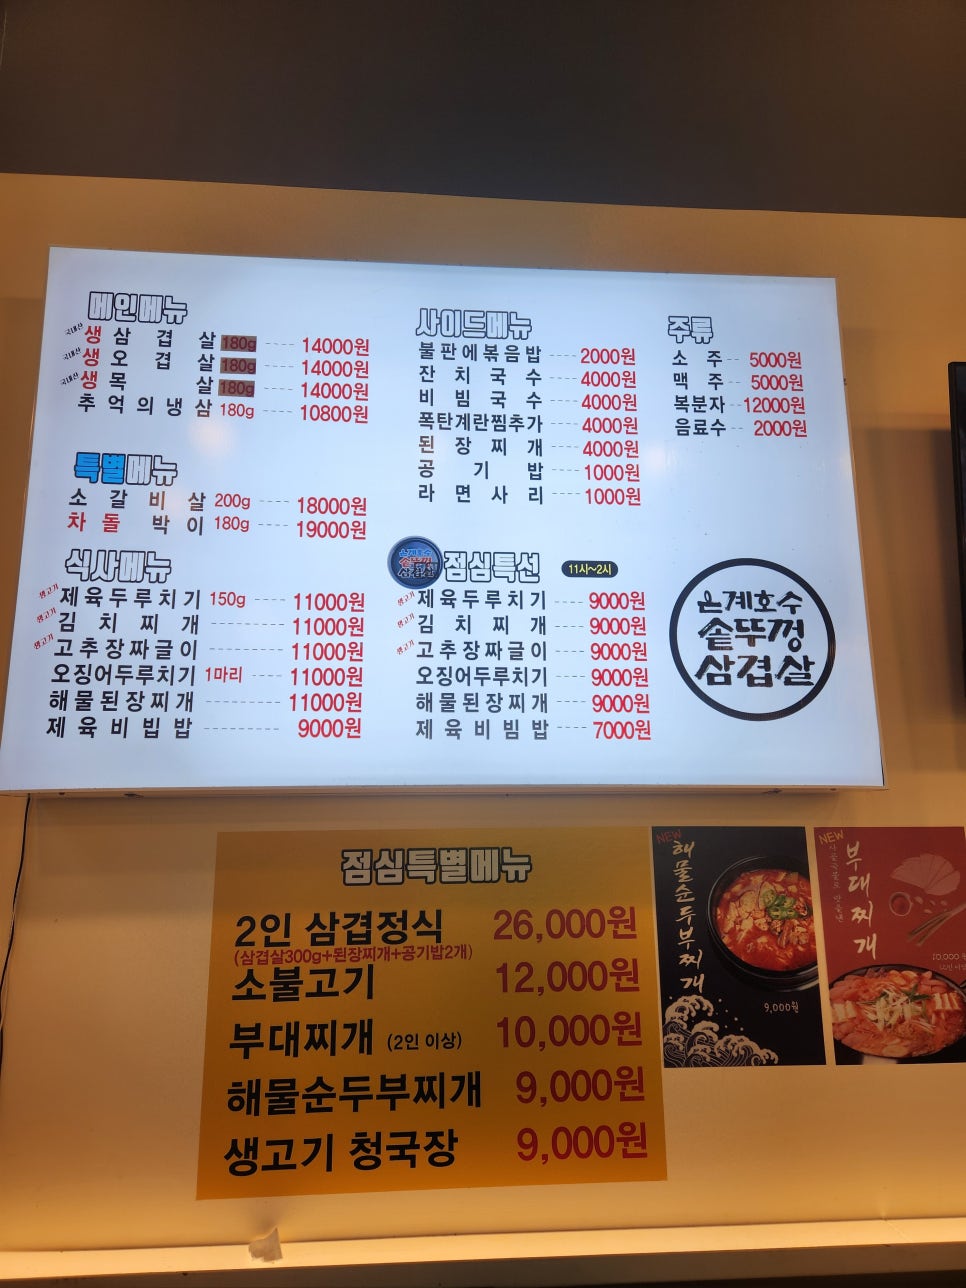 메인메뉴
국내산 생삼겹살 180g ---- 14000원
국내산 생오겹살 180g ---- 14000원
국내산 생목살 180g ---- 14000원
추억의냉삼 180g ---- 10800원
특별메뉴
소갈비살 200g ---- 18000원
차돌박이 180g ---- 19000원
식사메뉴
생고기 제육두루치기 150g ---- 11000원
생고기 김치찌개 ---- 11000원
생고기 고추장짜글이 ---- 11000원
오징어두루치기 1마리 ---- 11000원
해물된장찌개 ---- 11000원
제육비빔밥 ---- 9000원
사이드메뉴
불판에볶음밥 ---- 2000원
잔치국수 ---- 4000원
비빔국수 ---- 4000원
폭탄계란찜추가 ---- 4000원
된장찌개 ---- 4000원
공기밥 ---- 1000원
라면사리 ---- 1000원
은계호수
솥뚜껑
삼겹살
점심특선 11시~2시
생고기 제육두루치기 ---- 9000원
생고기 김치찌개 ---- 9000원
생고기 고추장짜글이 ---- 9000원
오징어두루치기 ---- 9000원
해물된장찌개 ---- 9000원
제육비빔밥 ---- 7000원
주류
소주 -- 5000원
맥주 -- 5000원
복분자 -- 12000원
음료수 -- 2000원
은계호수
솥뚜껑
삼겹살
점심특별메뉴
2인 삼겹정식 26,000원
(삼겹살300g+된장찌개+공기밥2개)
소불고기 12,000원
부대찌개 (2인 이상) 10,000원
해물순두부찌개 9,000원
생고기 청국장 9,000원
NEW
해물순두부찌개
9,000원
NEW
부대찌개
10,000원